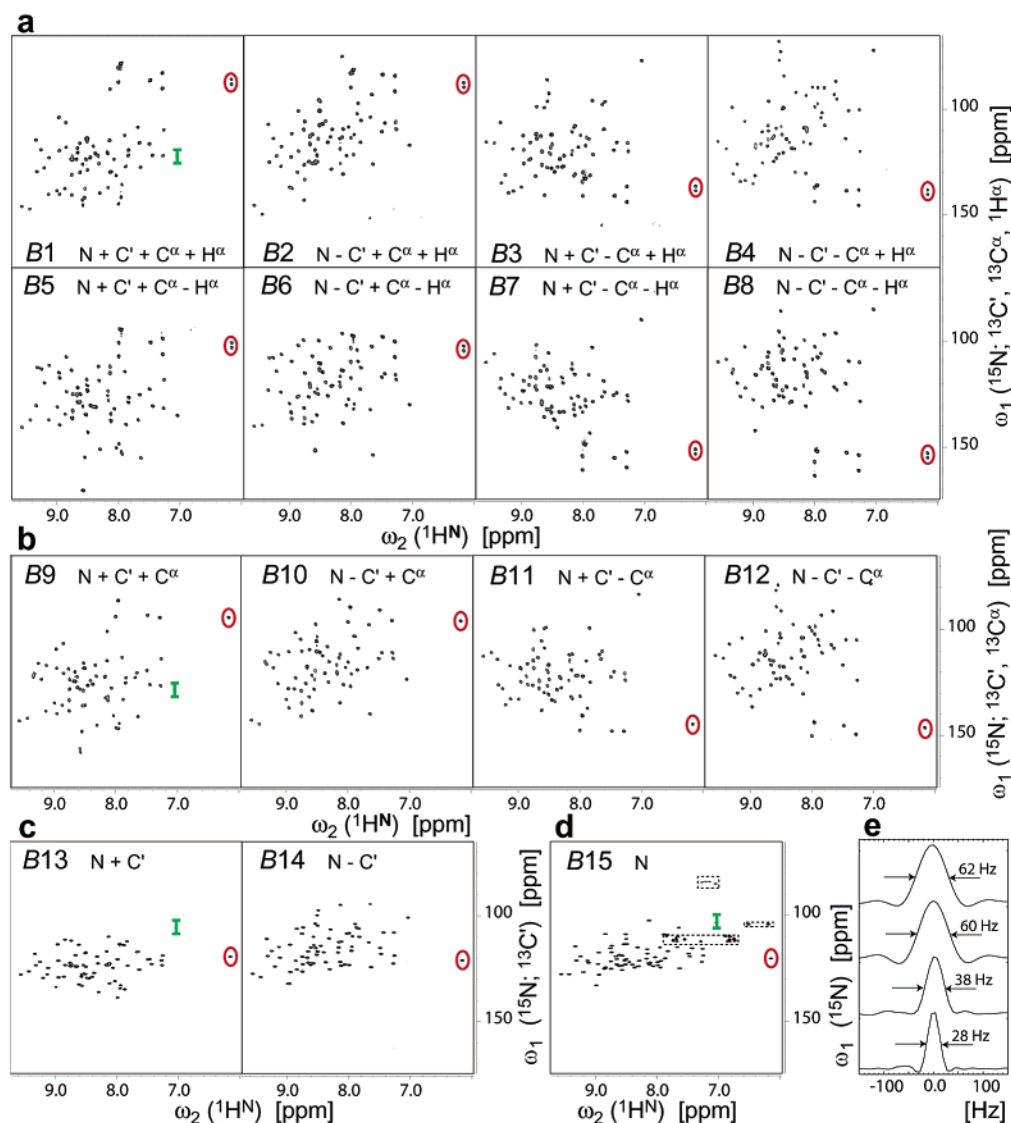 a
B1 N + C' + Cα + Hα
B2 N - C' + Cα + Hα
B3 N + C' - Cα + Hα
B4 N - C' - Cα + Hα
100
150
B5 N + C' + Cα - Hα
B6 N - C' + Cα - Hα
B7 N + C' - Cα - Hα
B8 N - C' - Cα - Hα
100
150
ω1 (15N; 13C', 13Cα, 1Hα) [ppm]
9.0 8.0 7.0 9.0 8.0 7.0 9.0 8.0 7.0 9.0 8.0 7.0
ω2 (1HN) [ppm]
b
B9 N + C' + Cα
B10 N - C' + Cα
B11 N + C' - Cα
B12 N - C' - Cα
100
150
ω1 (15N; 13C', 13Cα) [ppm]
9.0 8.0 7.0 9.0 8.0 7.0 9.0 8.0 7.0 9.0 8.0 7.0
ω2 (1HN) [ppm]
c
B13 N + C'
B14 N - C'
100
150
ω1 (15N; 13C') [ppm]
9.0 8.0 7.0 9.0 8.0 7.0
ω2 (1HN) [ppm]
d
B15 N
100
150
ω1 (15N) [ppm]
9.0 8.0 7.0
ω2 (1HN) [ppm]
e
62 Hz
60 Hz
38 Hz
28 Hz
-100 0.0 100
[Hz]